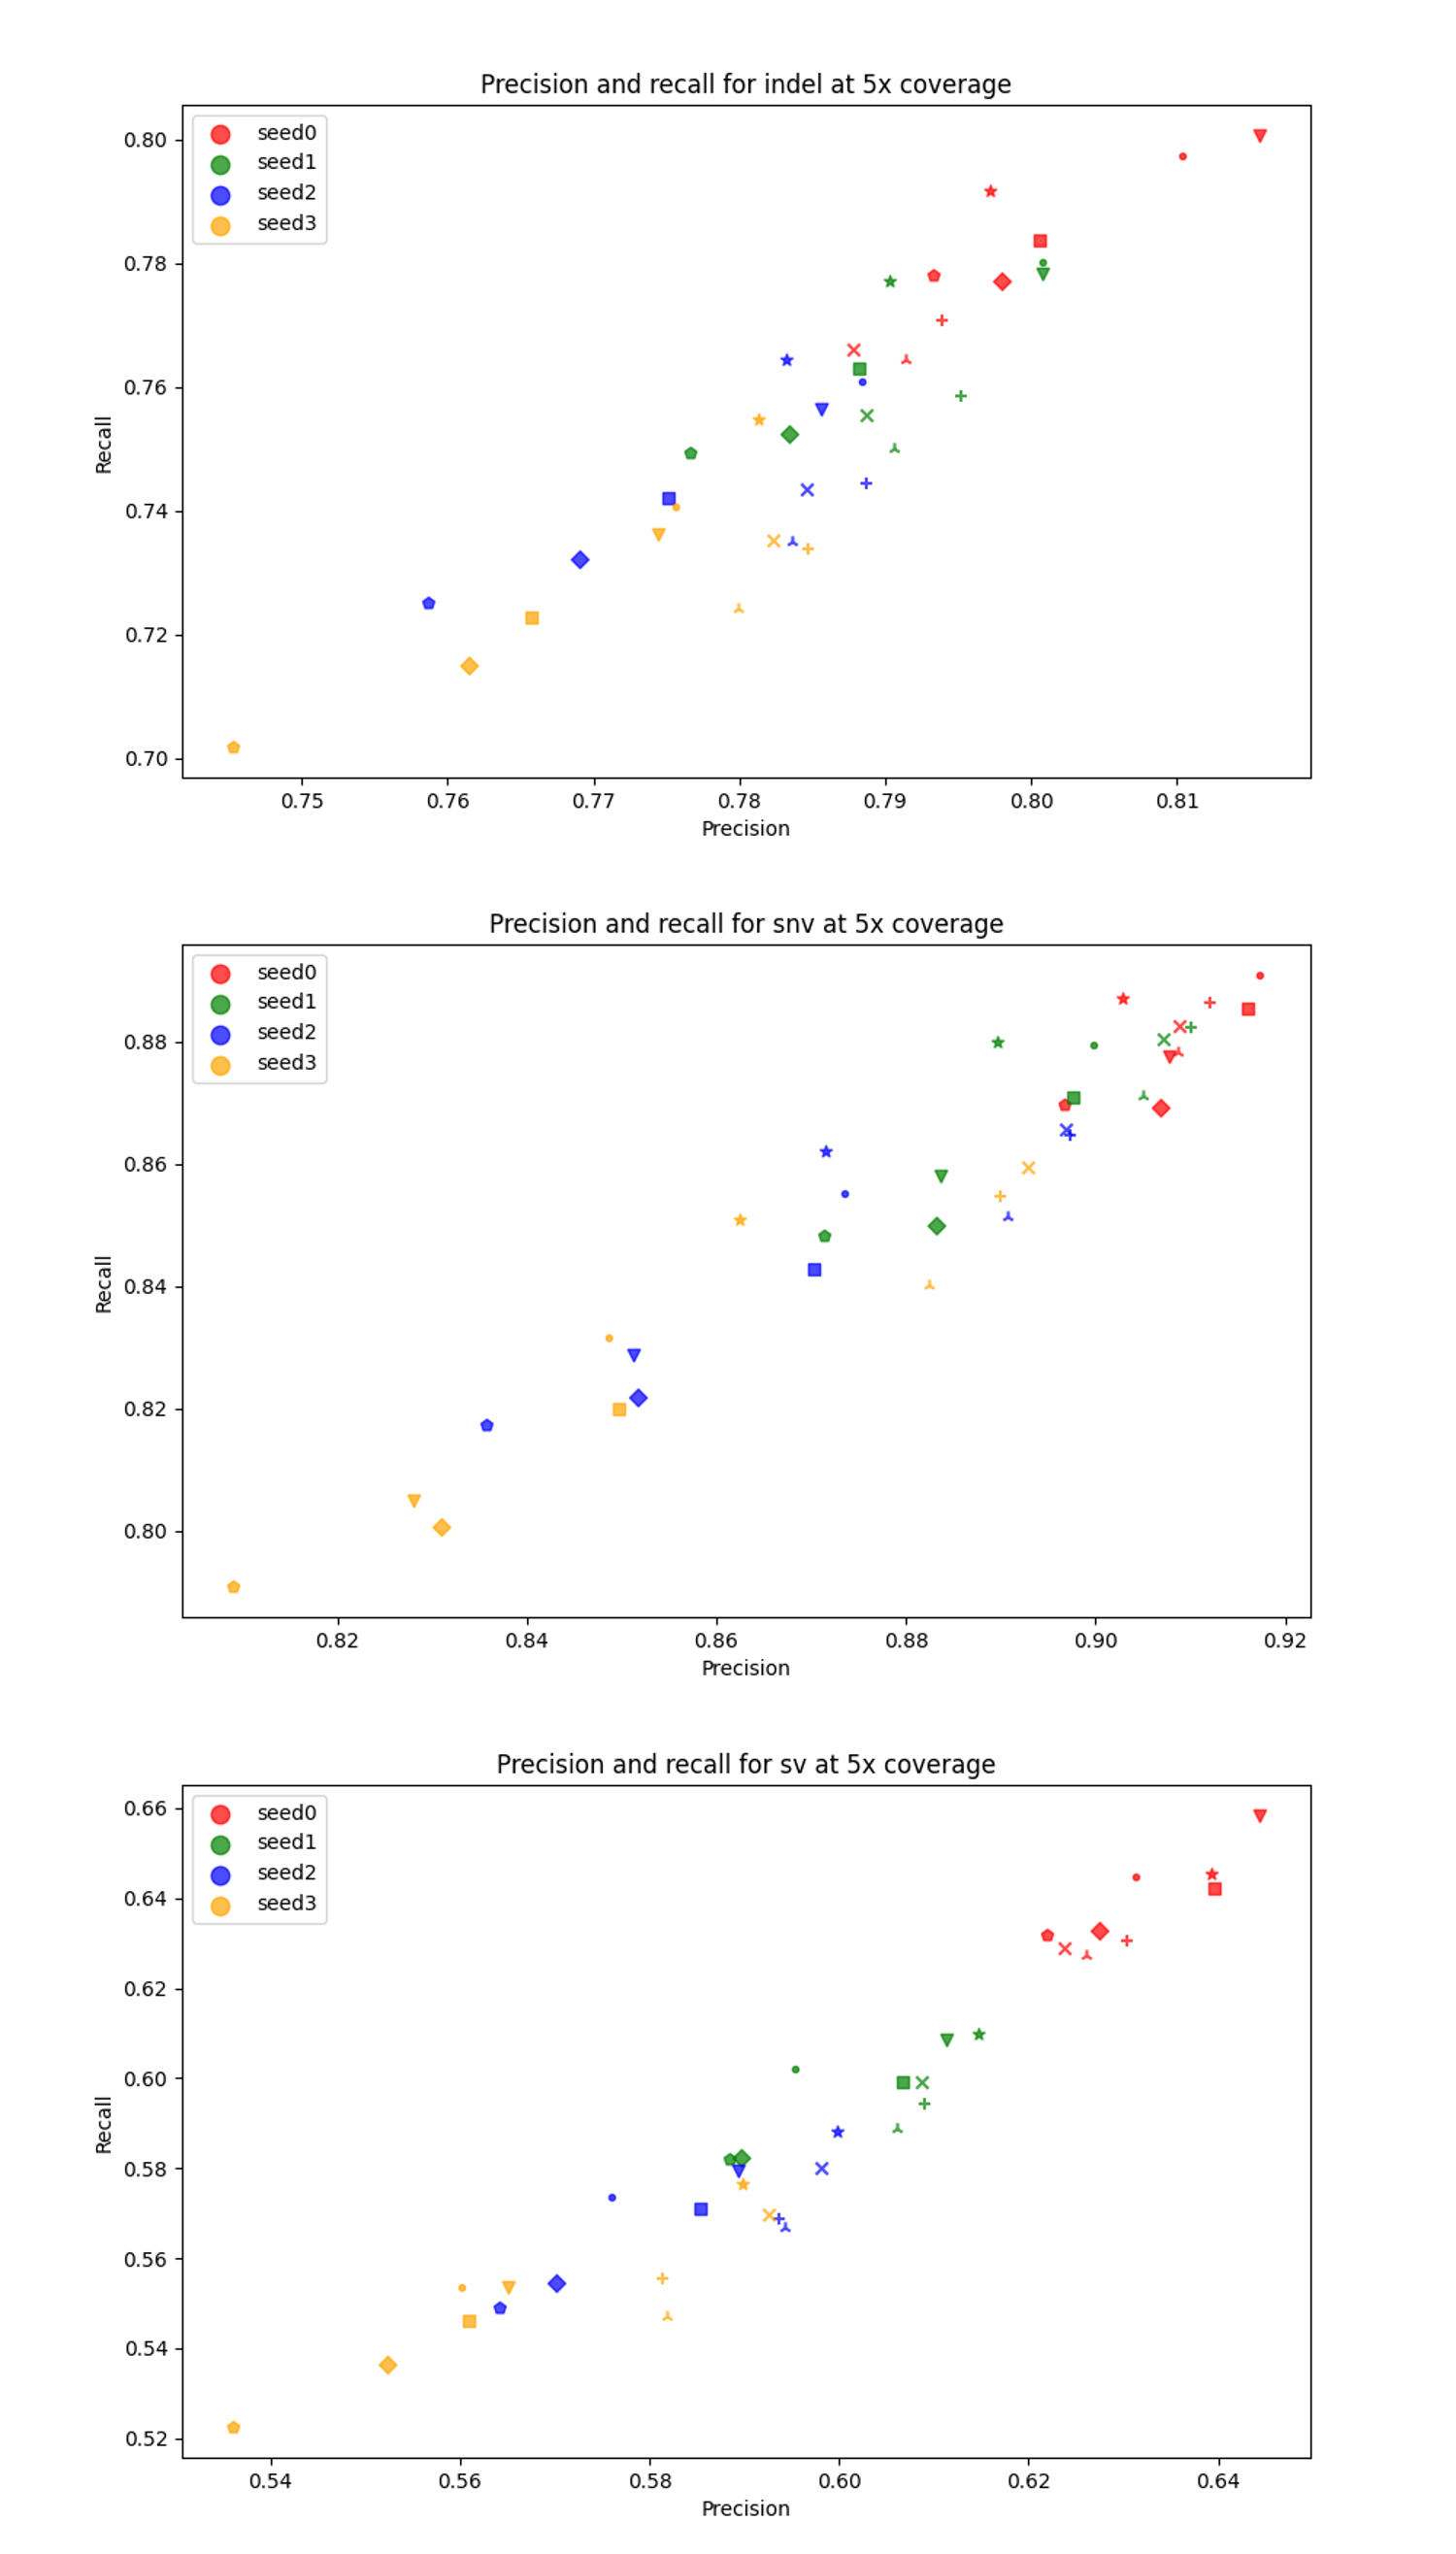 Precision and recall for indel at 5x coverage
seed0
seed1
seed2
seed3
0.80
0.78
0.76
0.74
0.72
0.70
Recall
0.75 0.76 0.77 0.78 0.79 0.80 0.81
Precision
Precision and recall for snv at 5x coverage
seed0
seed1
seed2
seed3
0.88
0.86
0.84
0.82
0.80
Recall
0.82 0.84 0.86 0.88 0.90 0.92
Precision
Precision and recall for sv at 5x coverage
seed0
seed1
seed2
seed3
0.66
0.64
0.62
0.60
0.58
0.56
0.54
0.52
Recall
0.54 0.56 0.58 0.60 0.62 0.64
Precision